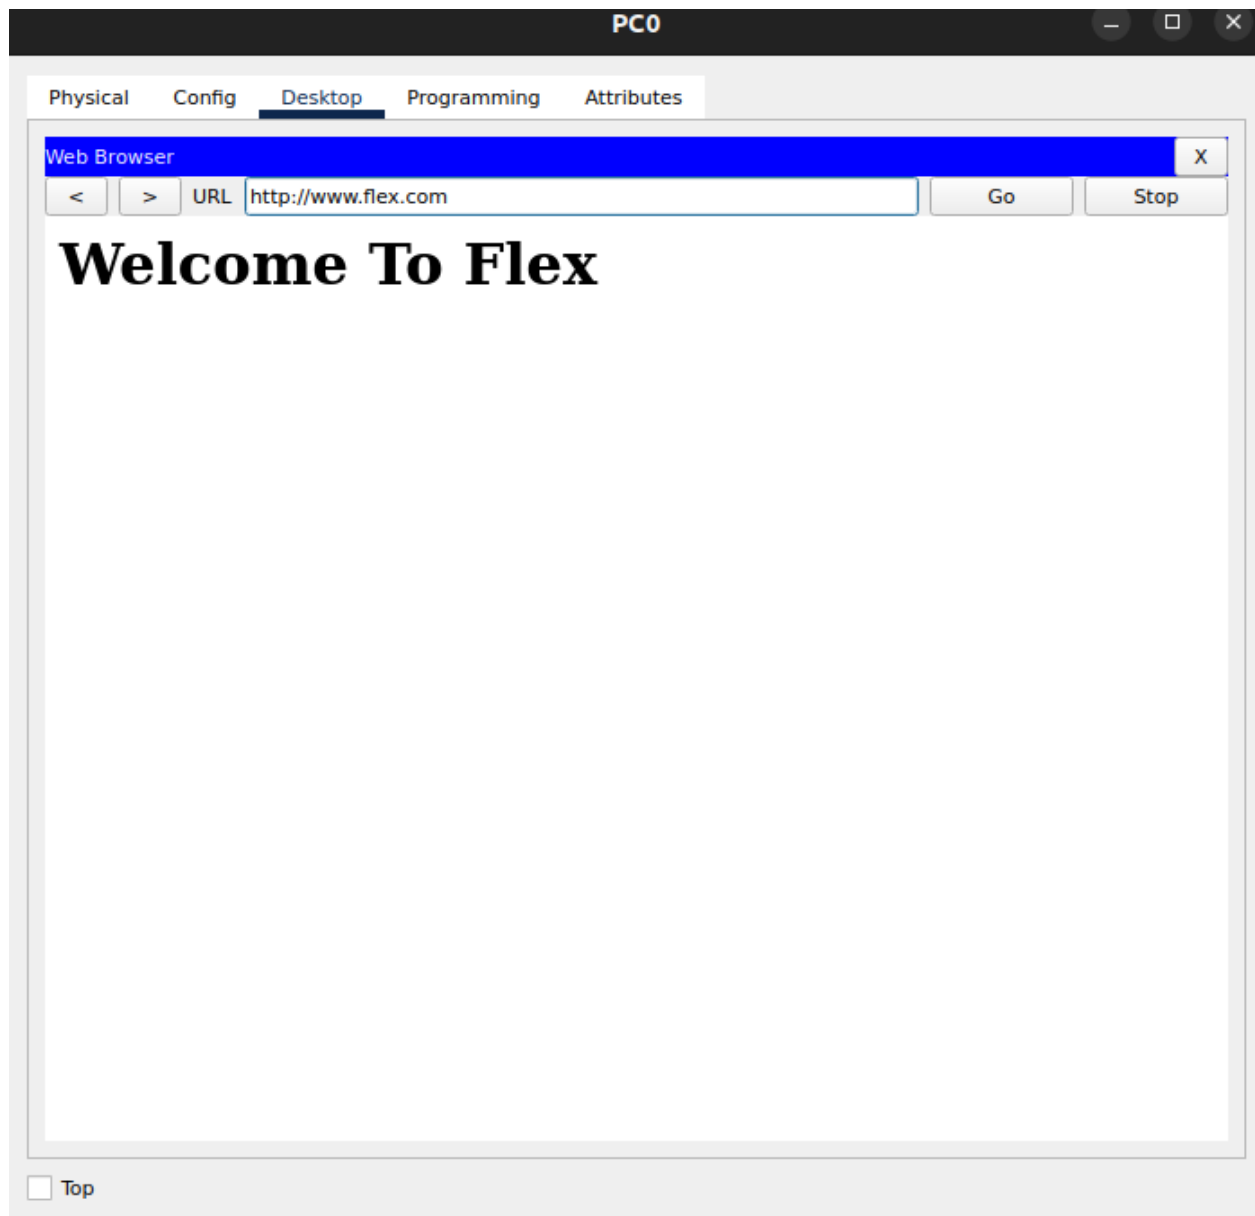 PC0
Physical Config Desktop Programming Attributes
Web Browser X
< > URL http://www.flex.com Go Stop
Welcome To Flex
Top